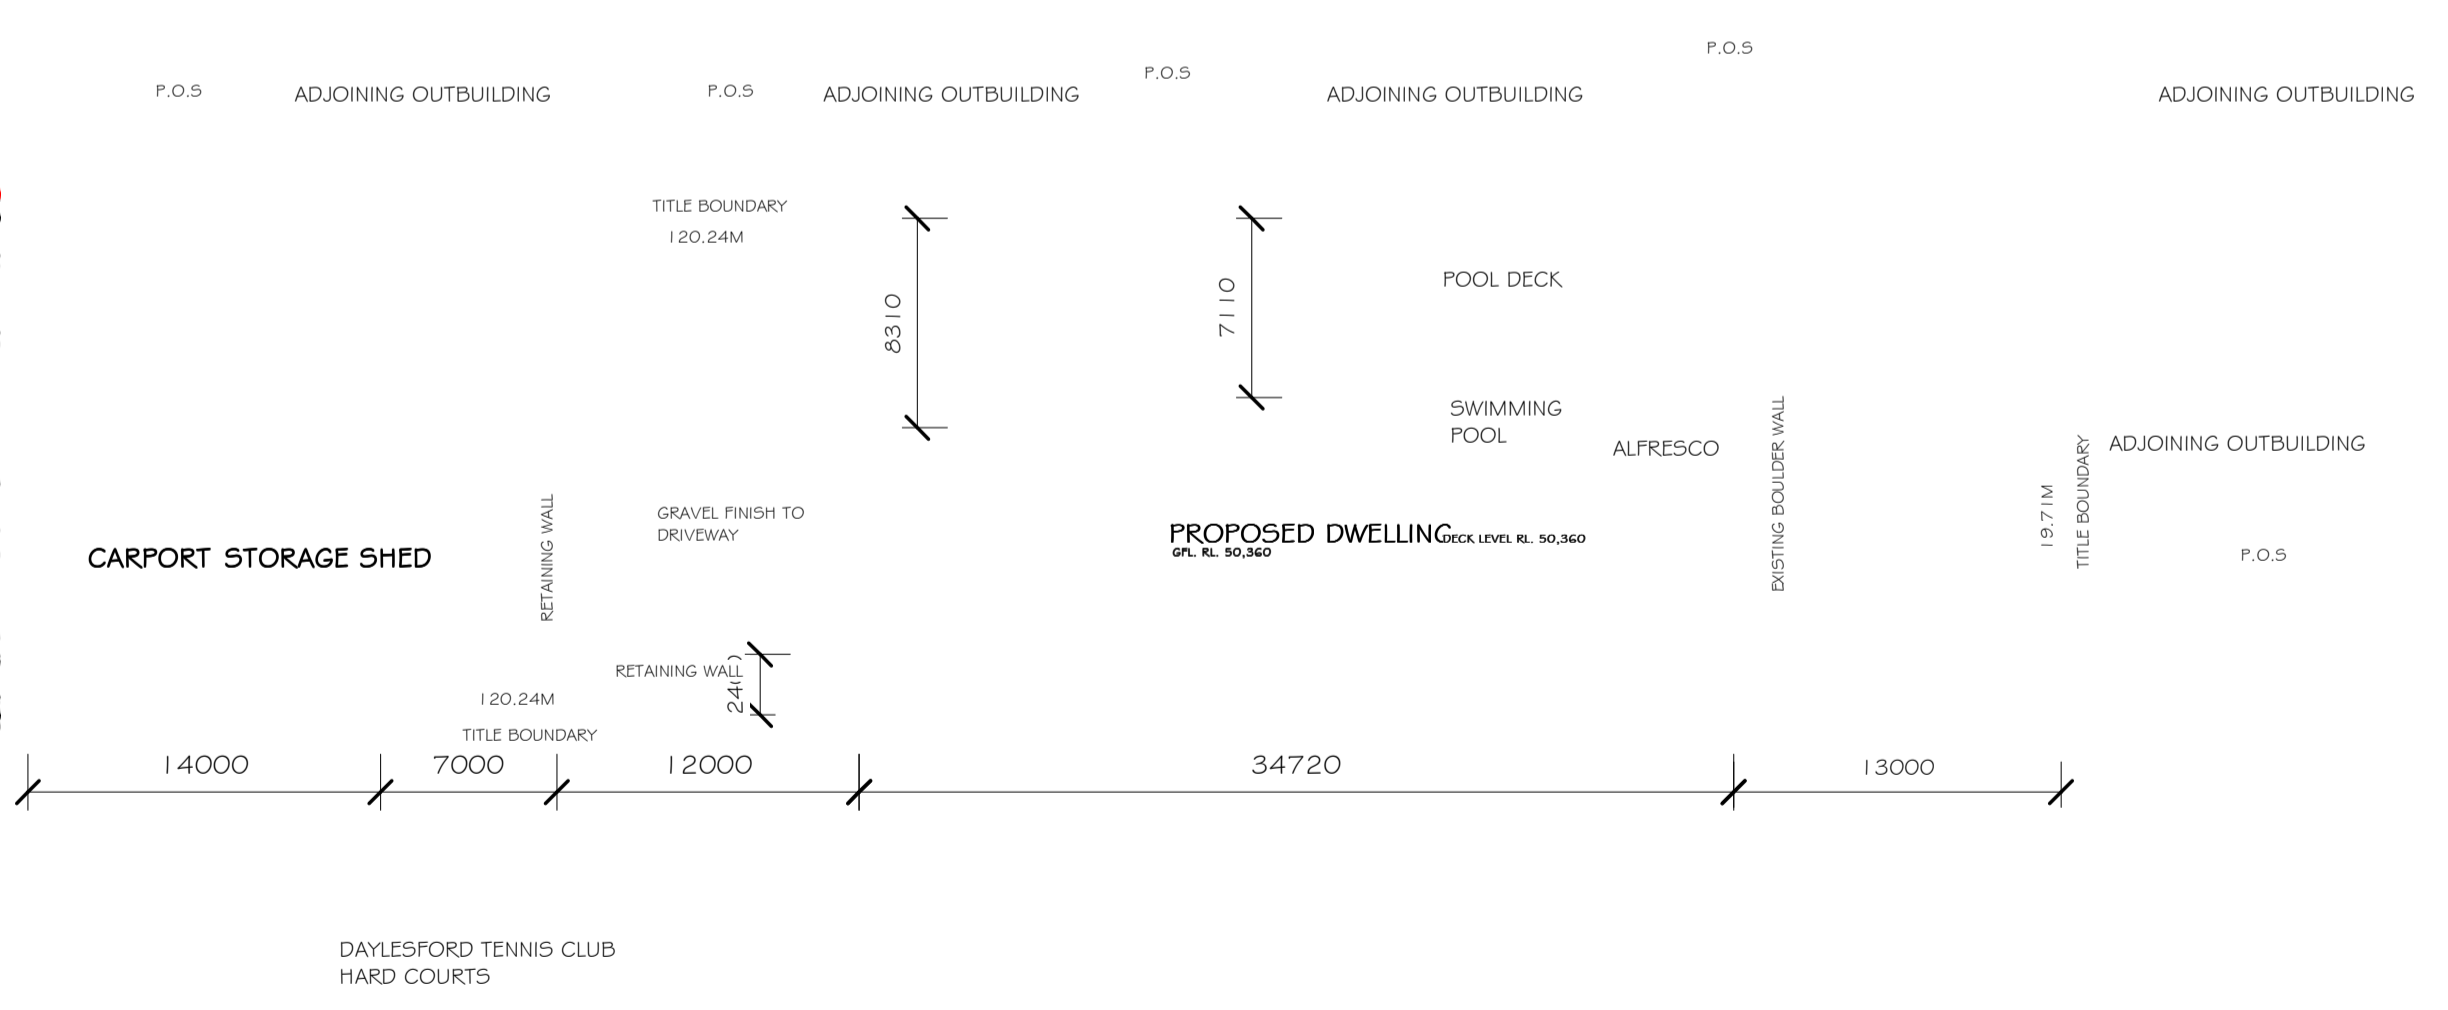 P.O.S
P.O.S
P.O.S
ADJOINING OUTBUILDING
P.O.S
ADJOINING OUTBUILDING
ADJOINING OUTBUILDING
ADJOINING OUTBUILDING
TITLE BOUNDARY
120.24M
8310
7110
POOL DECK
SWIMMING
POOL
ALFRESCO
EXISTING BOULDER WALL
19.71M
TITLE BOUNDARY
ADJOINING OUTBUILDING
P.O.S
RETAINING WALL
GRAVEL FINISH TO
DRIVEWAY
PROPOSED DWELLING
DECK LEVEL RL. 50,360
GFL. RL. 50,360
CARPORT STORAGE SHED
RETAINING WALL
120.24M
TITLE BOUNDARY
14000
7000
12000
34720
13000
DAYLESFORD TENNIS CLUB
HARD COURTS